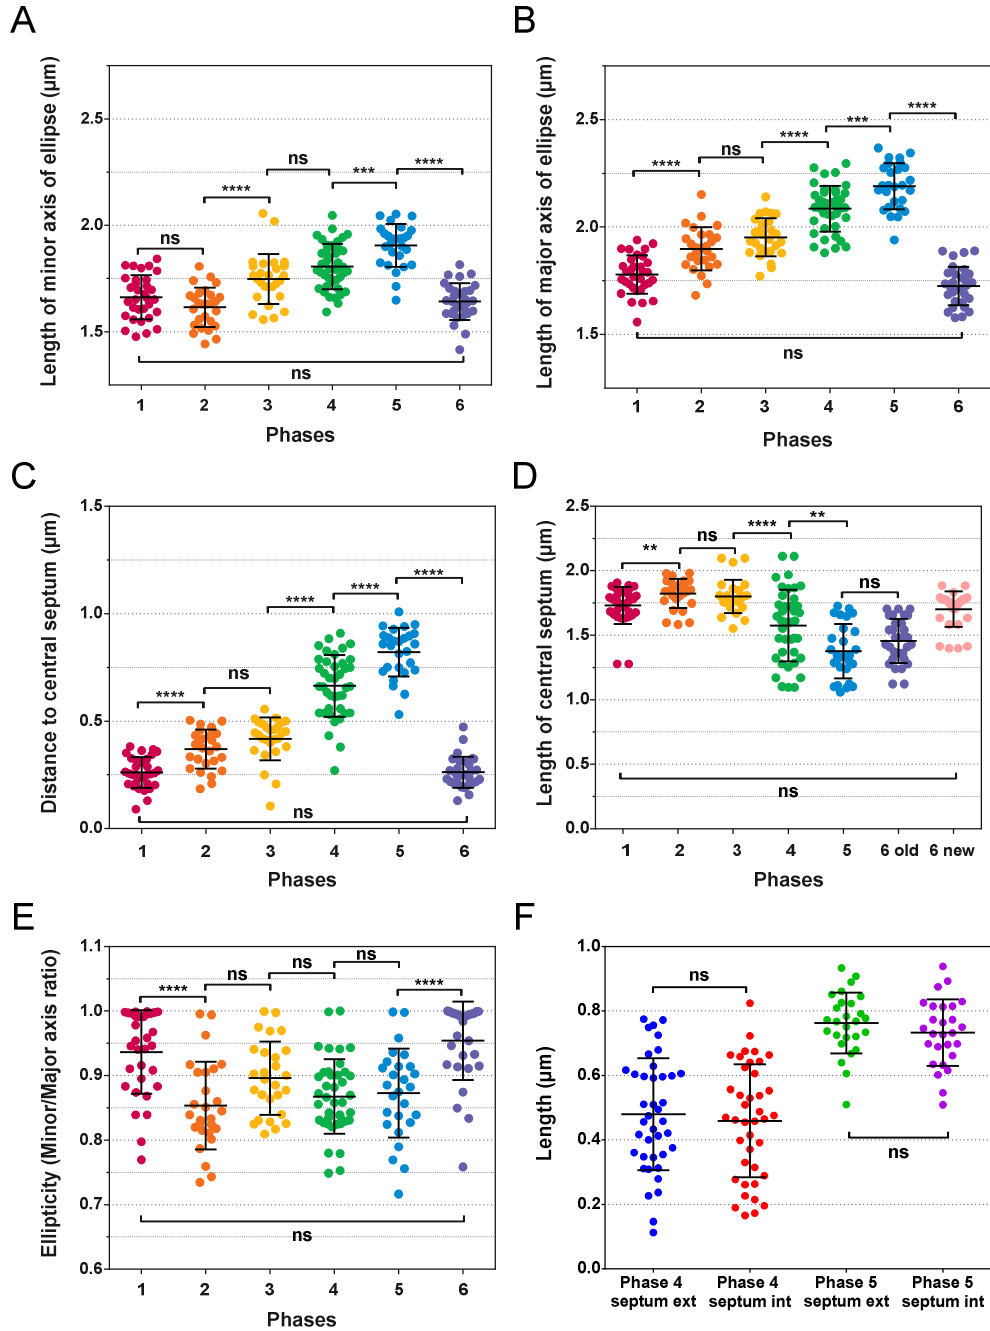 A
Length of minor axis of ellipse (μm)
2.5
2.0
1.5
ns
****
ns
***
****
ns
1 2 3 4 5 6
Phases
B
Length of major axis of ellipse (μm)
2.5
2.0
1.5
****
ns
****
***
****
ns
1 2 3 4 5 6
Phases
C
Distance to central septum (μm)
1.5
1.0
0.5
0.0
****
ns
****
****
****
ns
1 2 3 4 5 6
Phases
D
Length of central septum (μm)
2.5
2.0
1.5
1.0
0.5
0.0
**
ns
****
**
ns
ns
1 2 3 4 5 6 old 6 new
Phases
E
Ellipticity (Minor/Major axis ratio)
1.1
1.0
0.9
0.8
0.7
0.6
****
ns
ns
ns
****
ns
1 2 3 4 5 6
Phases
F
Length (μm)
1.0
0.8
0.6
0.4
0.2
0.0
ns
ns
Phase 4 Phase 4 Phase 5 Phase 5
septum ext septum int septum ext septum int